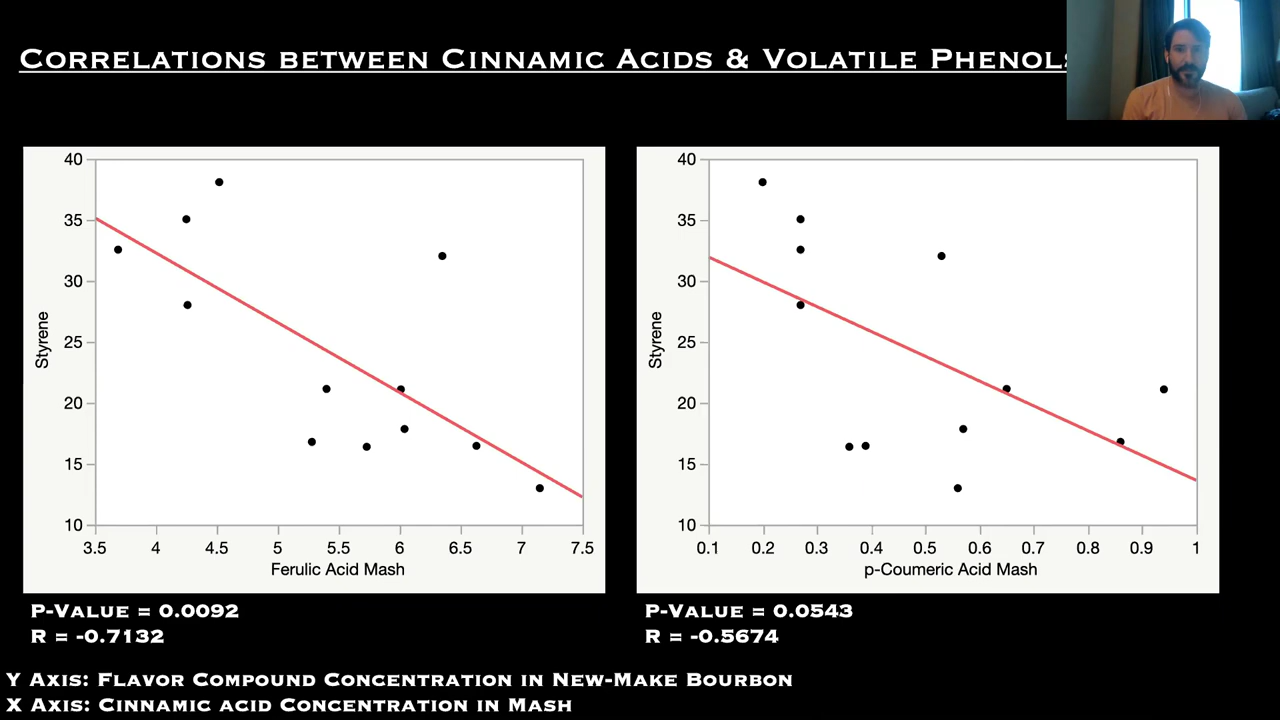 Correlations between Cinnamic Acids & Volatile Phenols
40
35
30
25
20
15
10
Styrene
3.5 4 4.5 5 5.5 6 6.5 7 7.5
Ferulic Acid Mash
40
35
30
25
20
15
10
Styrene
0.1 0.2 0.3 0.4 0.5 0.6 0.7 0.8 0.9 1
p-Coumeric Acid Mash
P-Value = 0.0092
R = -0.7132
P-Value = 0.0543
R = -0.5674
Y Axis: Flavor Compound Concentration in New-Make Bourbon
X Axis: Cinnamic acid Concentration in Mash